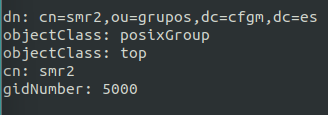 dn: cn=smr2,ou=grupos,dc=cfgm,dc=es
objectClass: posixGroup
objectClass: top
cn: smr2
gidNumber: 5000